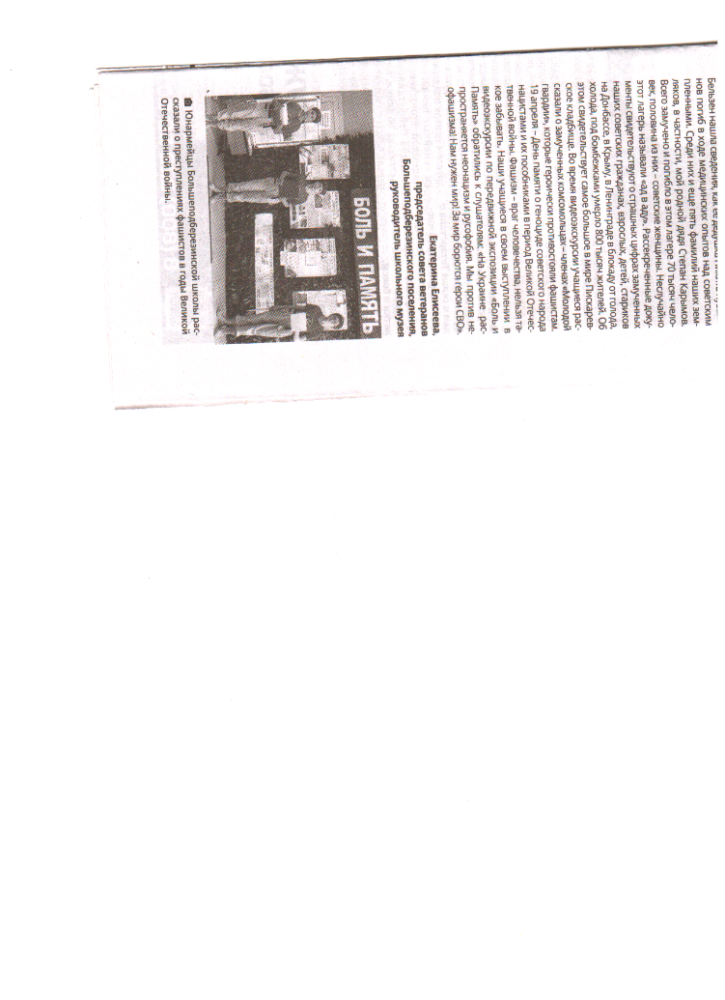 Бельзен нашла сведения, как ее дедушка
нов погиб в ходе медицинских опытов над советским
пленными. Среди них и еще пять фамилий наших зем-
ляков, в частности, мой родной дядя Степан Карымов.
Всего замучено и погибло в этом лагере 70 тысяч чело-
век, половина из них – советские женщины. Неслучайно
этот лагерь называли «ад в аду». Рассекреченные доку-
менты свидетельствуют о страшных цифрах замученных
наших советских гражданах, взрослых, детей, стариков
на Донбассе, в Крыму, в Ленинграде в блокаду от голода,
холода, под бомбежками умерло 800 тысяч жителей. Об
этом свидетельствует самое большое в мире Пискарев-
ское кладбище. Во время видеоэкскурсии учащиеся рас-
сказали о замученных комсомольцах – членах «Молодой
гвардии», которые героически противостояли фашистам.
19 апреля – День памяти о геноциде советского народа
нацистами и их пособниками в период Великой Отечес-
твенной войны. Фашизм – враг человечества, нельзя та-
кое забывать. Наши учащиеся в своем выступлении в
видеоэкскурсии по передвижной экспозиции «Боль и
Память» обратились к слушателям: «На Украине рас-
пространяется неонацизм и русофобия. Мы против не-
офашизма! Нам нужен мир! За мир борются герои СВО».
Екатерина Елисеева,
председатель совета ветеранов
Большеподберезинского поселения,
руководитель школьного музея
БОЛЬ И ПАМЯТЬ
Юнармейцы Большеподберезинской школы рас-
сказали о преступлениях фашистов в годы Великой
Отечественной войны.